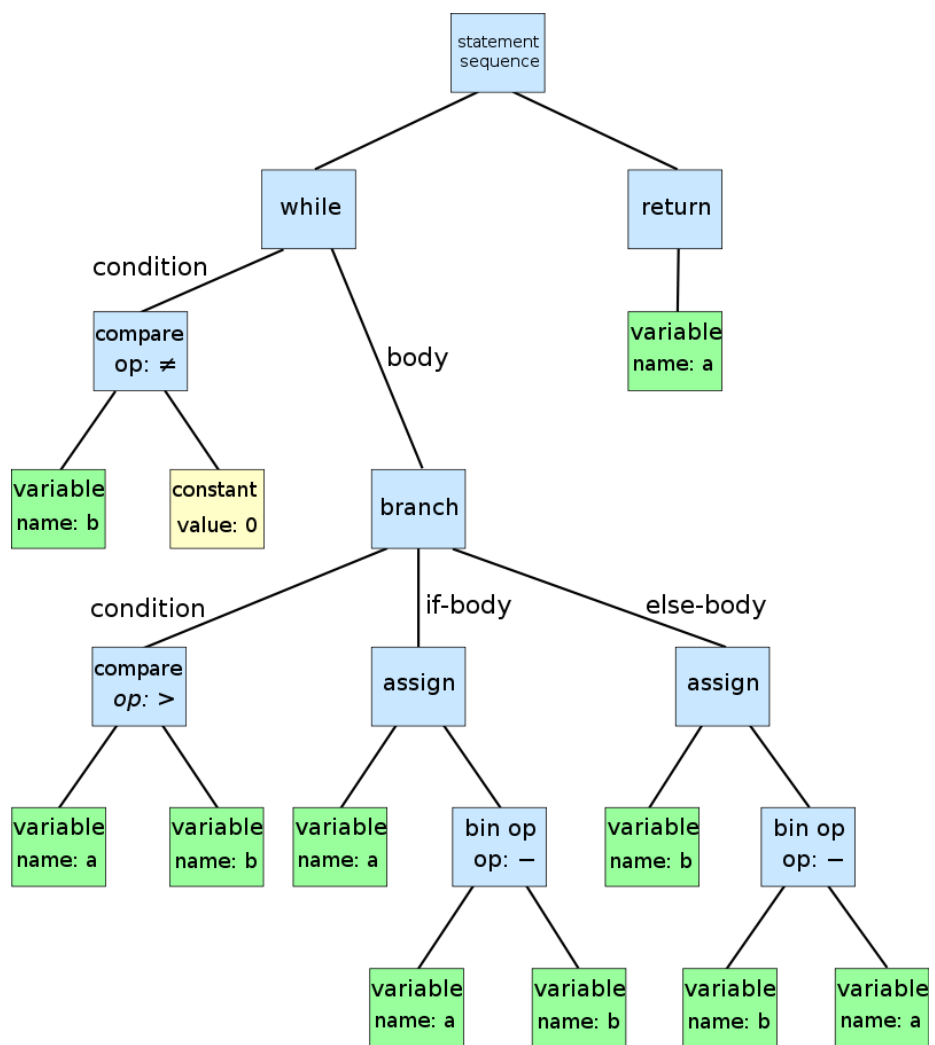 statement
sequence
while
return
condition
compare
op: ≠
variable
name: a
body
variable
name: b
constant
value: 0
branch
condition
if-body
else-body
compare
op: >
assign
assign
variable
name: a
variable
name: b
variable
name: a
bin op
op: −
variable
name: b
bin op
op: −
variable
name: a
variable
name: b
variable
name: b
variable
name: a